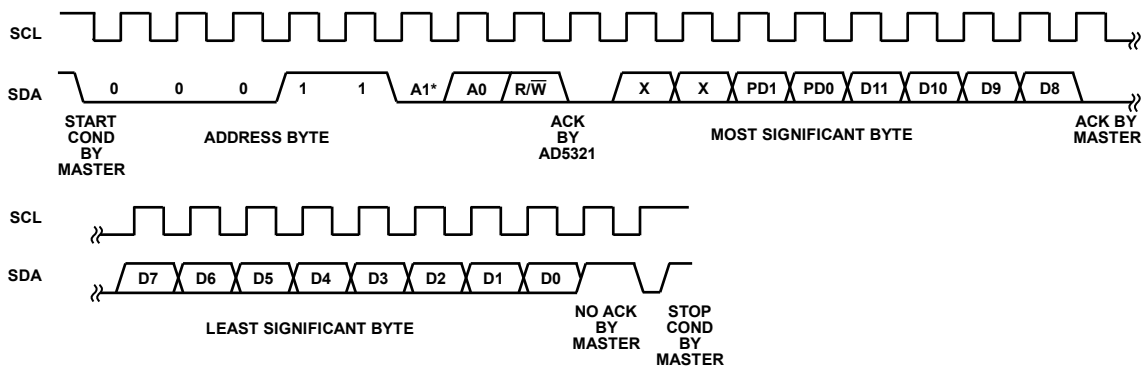 SCL
SDA
0 0 0 1 1 A1* A0 R/W̅ X X PD1 PD0 D11 D10 D9 D8
START
COND
BY
MASTER
ADDRESS BYTE
ACK
BY
AD5321
MOST SIGNIFICANT BYTE
ACK BY
MASTER
SCL
SDA
D7 D6 D5 D4 D3 D2 D1 D0
LEAST SIGNIFICANT BYTE
NO ACK
BY
MASTER
STOP
COND
BY
MASTER